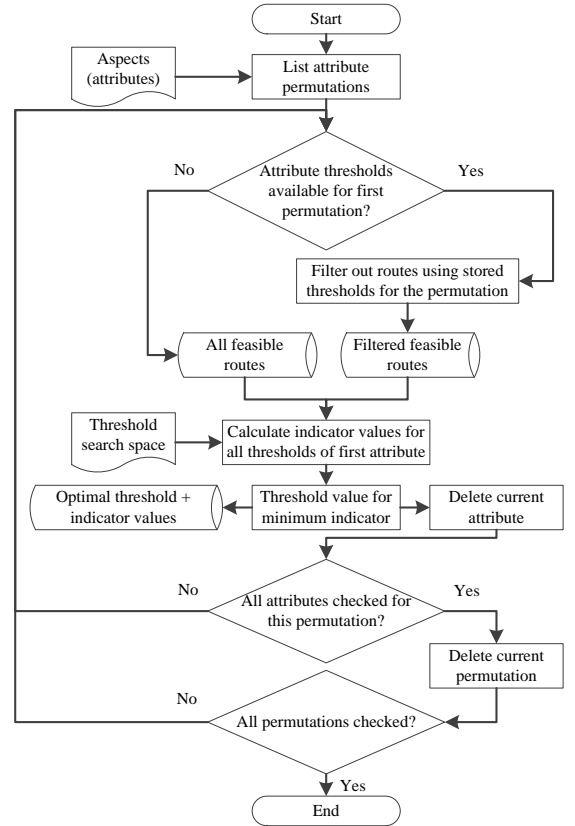 Start
Aspects
(attributes)
List attribute
permutations
No
Attribute thresholds
available for first
permutation?
Yes
Filter out routes using stored
thresholds for the permutation
All feasible
routes
Filtered feasible
routes
Threshold
search space
Calculate indicator values for
all thresholds of first attribute
Optimal threshold +
indicator values
Threshold value for
minimum indicator
Delete current
attribute
No
All attributes checked for
this permutation?
Yes
Delete current
permutation
No
All permutations checked?
Yes
End